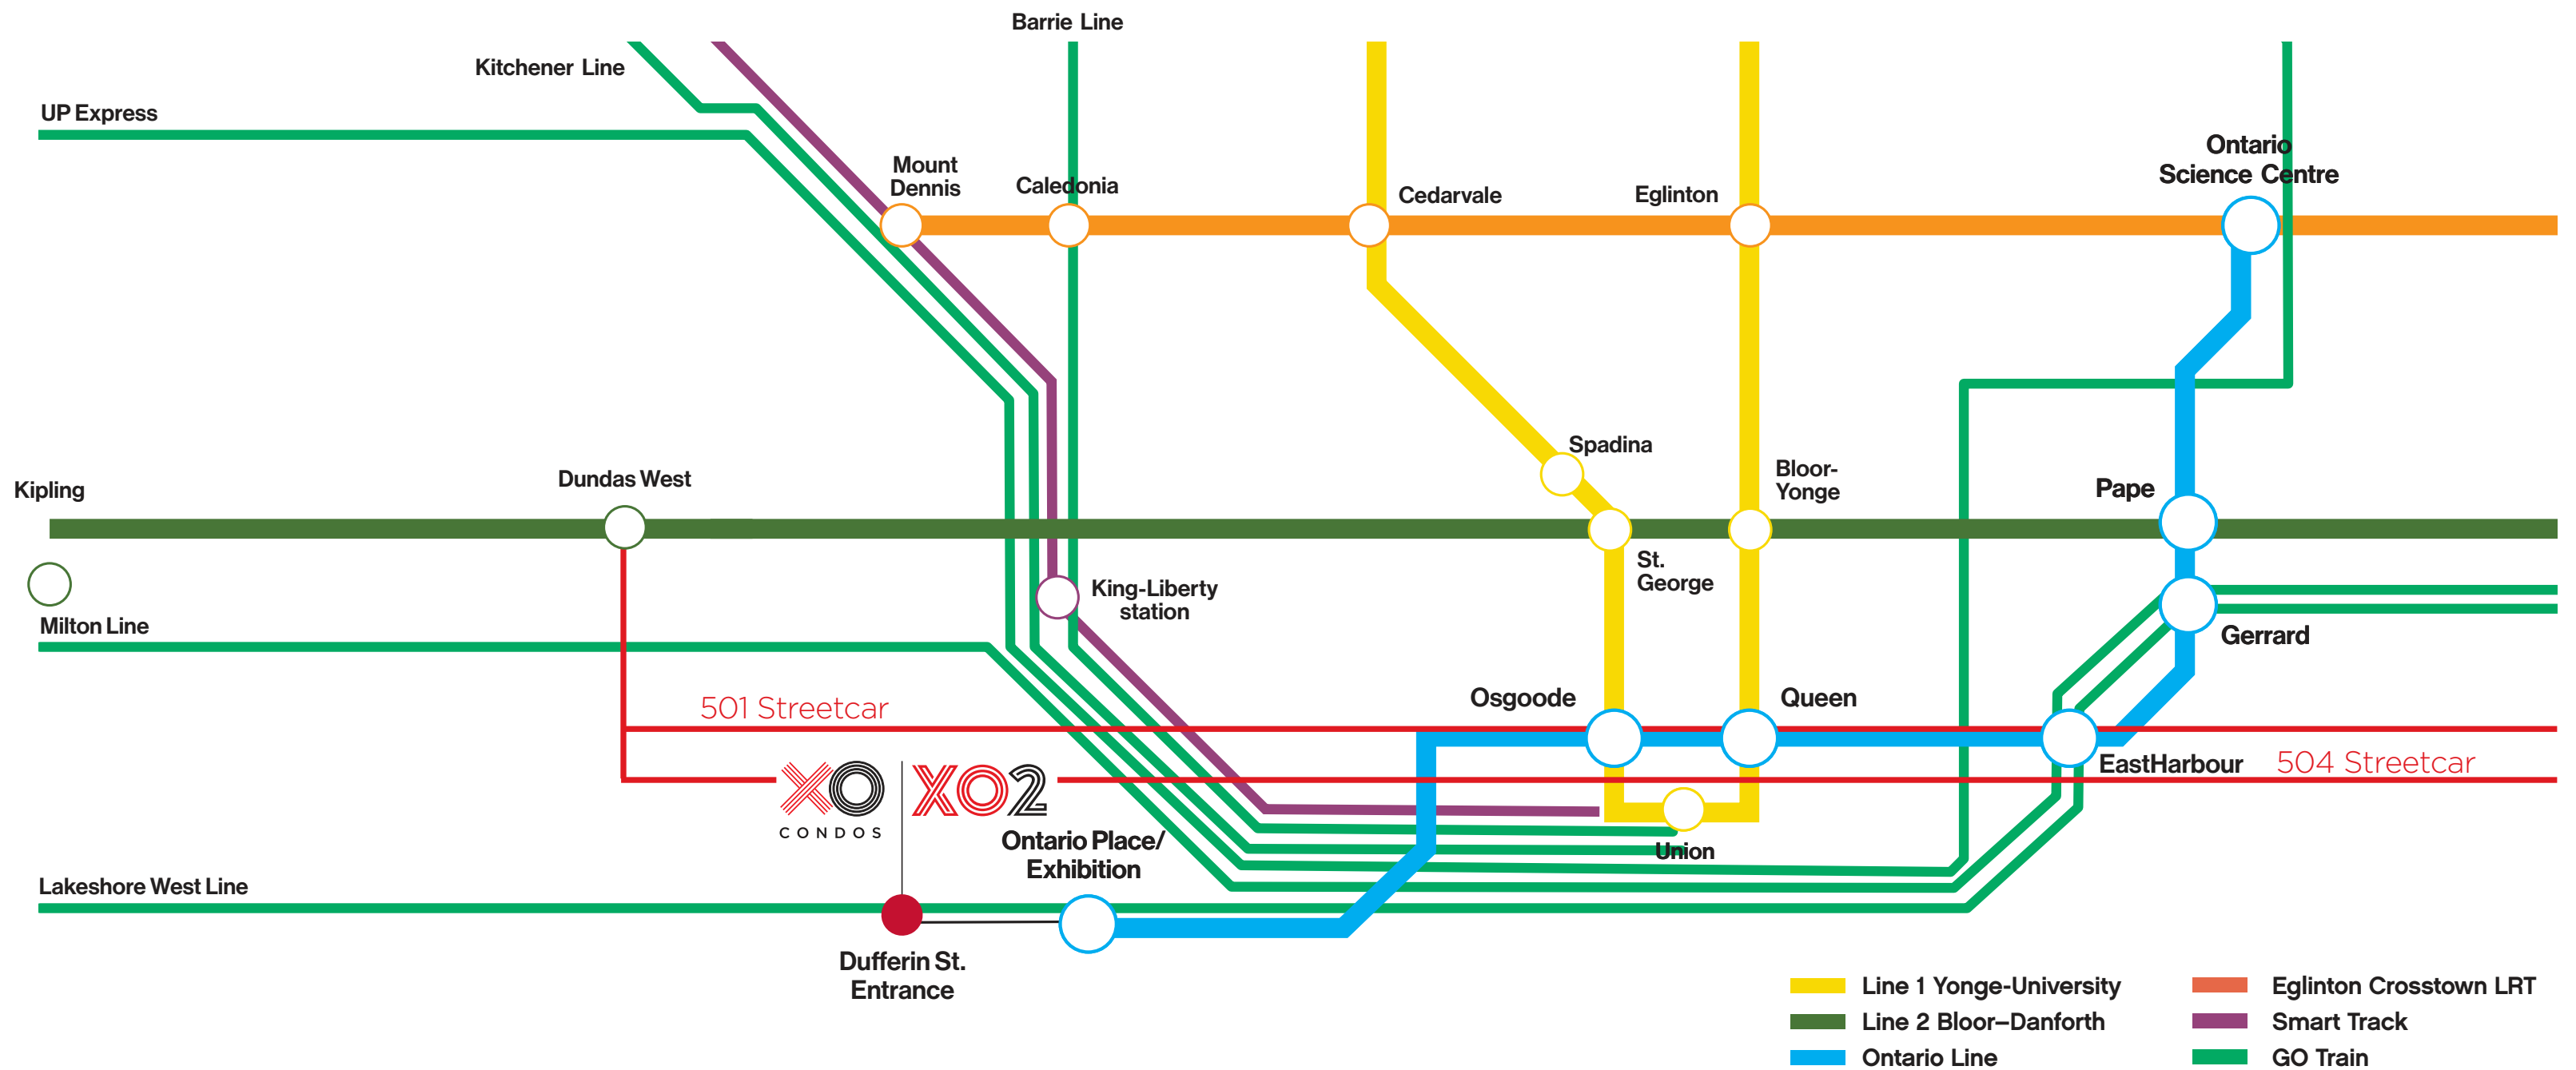 Barrie Line
Kitchener Line
UP Express
Mount
Dennis
Caledonia
Cedarvale
Eglinton
Ontario
Science Centre
Spadina
Bloor-
Yonge
Pape
Kipling
Dundas West
St.
George
King-Liberty
station
Milton Line
Gerrard
501 Streetcar
Osgoode
Queen
EastHarbour
504 Streetcar
XO
CONDOS
XO2
Ontario Place/
Exhibition
Union
Lakeshore West Line
Dufferin St.
Entrance
Line 1 Yonge-University
Line 2 Bloor–Danforth
Ontario Line
Eglinton Crosstown LRT
Smart Track
GO Train